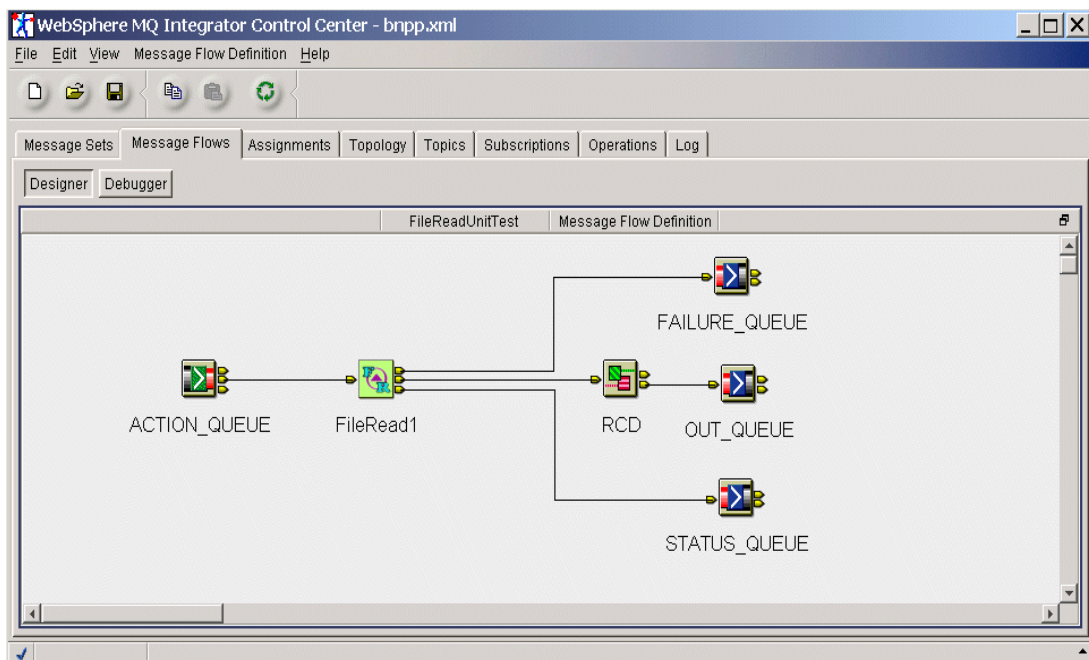 WebSphere MQ Integrator Control Center - bnpp.xml
File Edit View Message Flow Definition Help
Message Sets Message Flows Assignments Topology Topics Subscriptions Operations Log
Designer Debugger
FileReadUnitTest Message Flow Definition
FAILURE_QUEUE
ACTION_QUEUE FileRead1 RCD OUT_QUEUE
STATUS_QUEUE